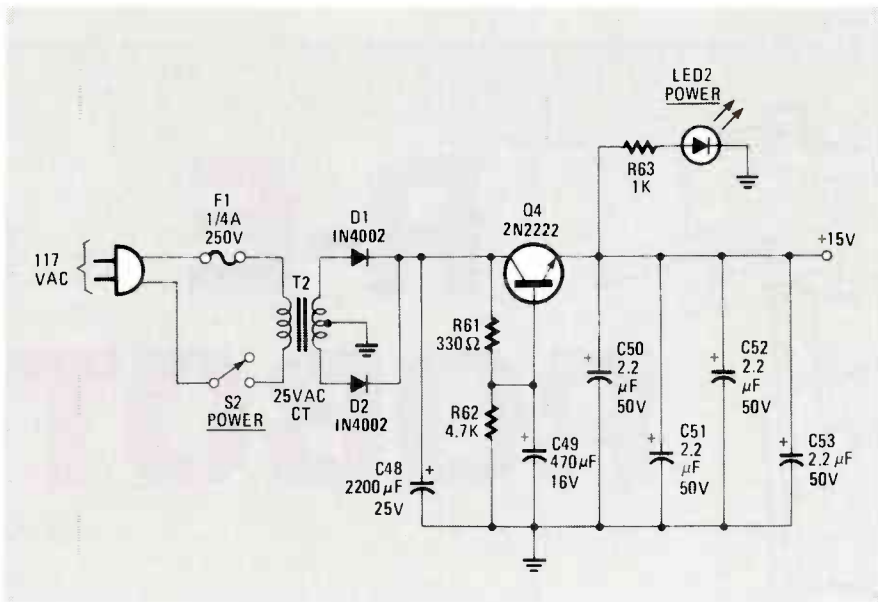 LED2
POWER
R63
1K
F1
1/4A
250V
D1
1N4002
Q4
2N2222
+15V
117
VAC
T2
R61
330Ω
C50
2.2
µF
50V
C52
2.2
µF
50V
S2
POWER
25VAC
CT
D2
1N4002
R62
4.7K
C49
470µF
16V
C51
2.2
µF
50V
C53
2.2µF
50V
C48
2200µF
25V
+
+
+
+
+
+